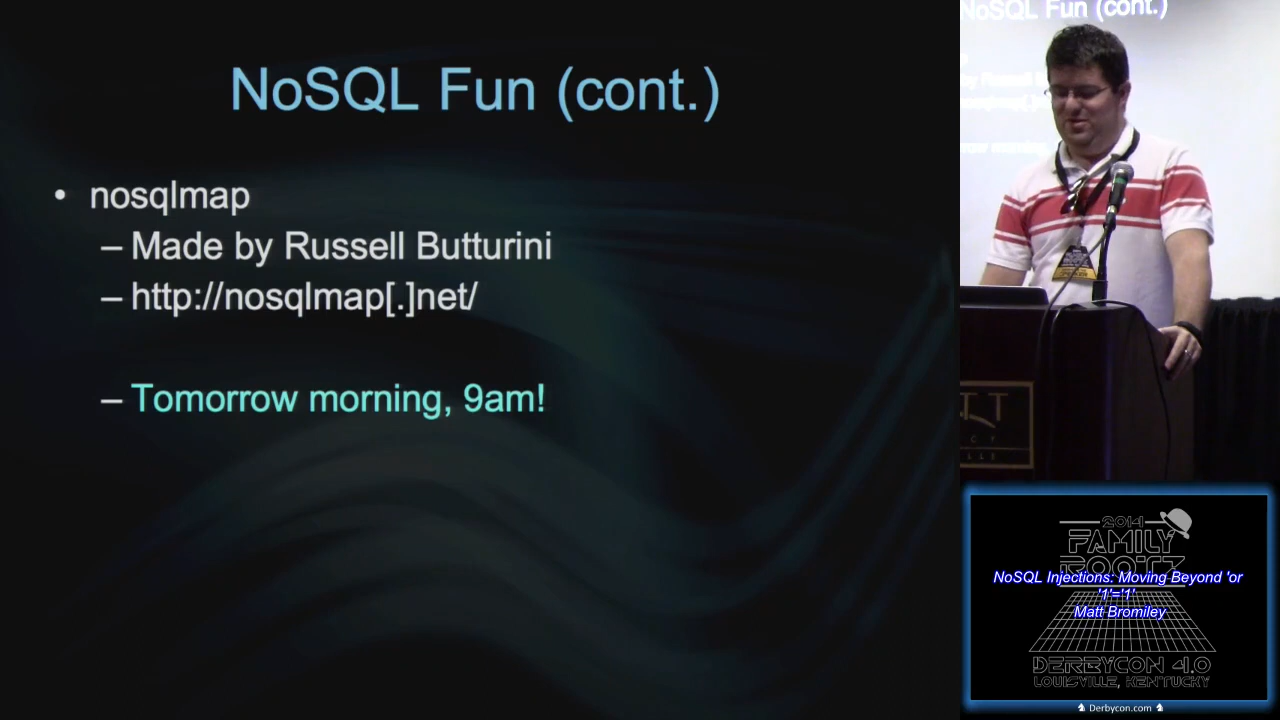 NoSQL Fun (cont.)
• nosqlmap
– Made by Russell Butturini
– http://nosqlmap[.]net/
– Tomorrow morning, 9am!
NoSQL Fun (cont.)
2014
FAMILY
ROOTZ
NoSQL Injections: Moving Beyond 'or
'1'='1'
Matt Bromiley
DERBYCON 4.0
LOUISVILLE, KENTUCKY
Derbycon.com